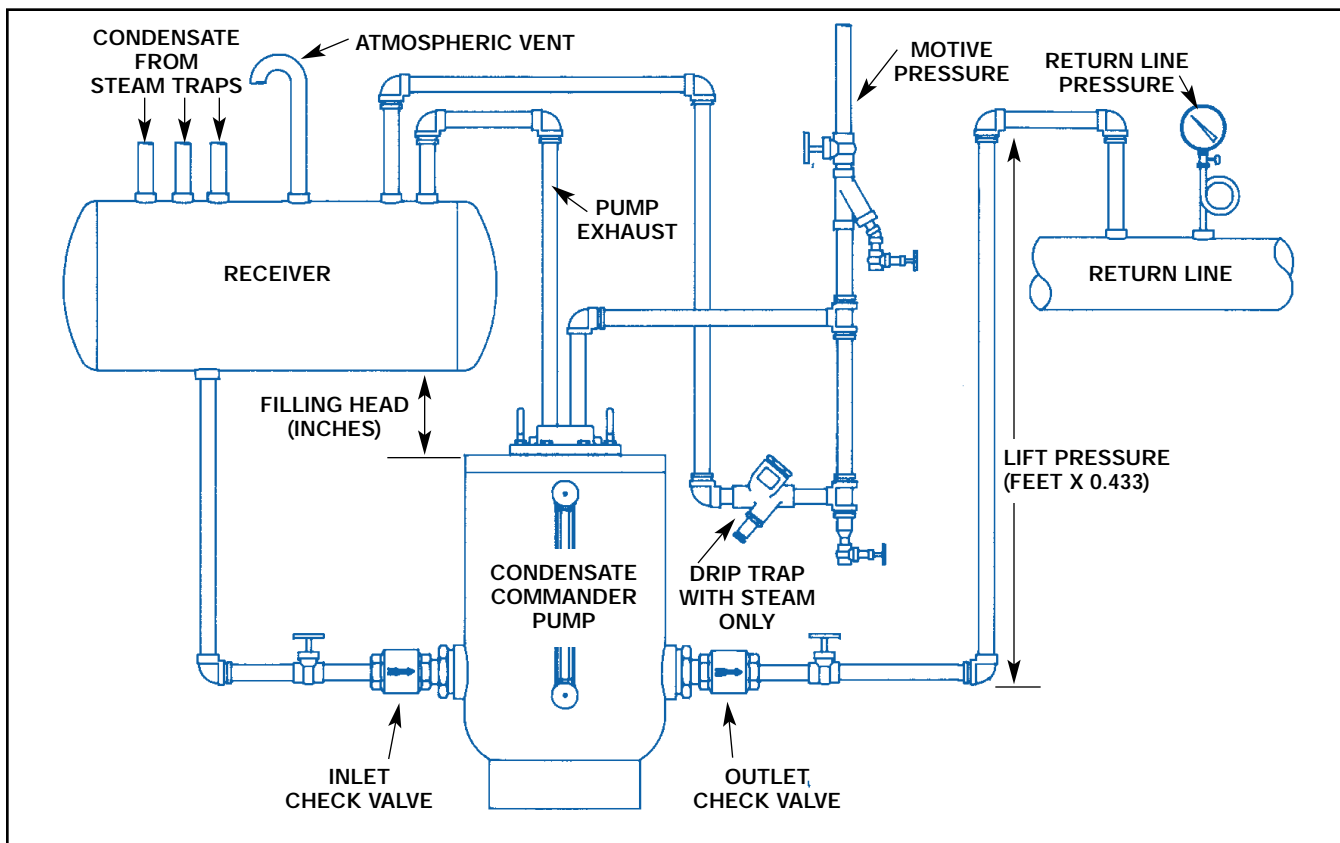 CONDENSATE
FROM
STEAM TRAPS
ATMOSPHERIC VENT
MOTIVE
PRESSURE
RETURN LINE
PRESSURE
PUMP
EXHAUST
RECEIVER
RETURN LINE
FILLING HEAD
(INCHES)
LIFT PRESSURE
(FEET X 0.433)
CONDENSATE
COMMANDER
PUMP
DRIP TRAP
WITH STEAM
ONLY
INLET
CHECK VALVE
OUTLET
CHECK VALVE